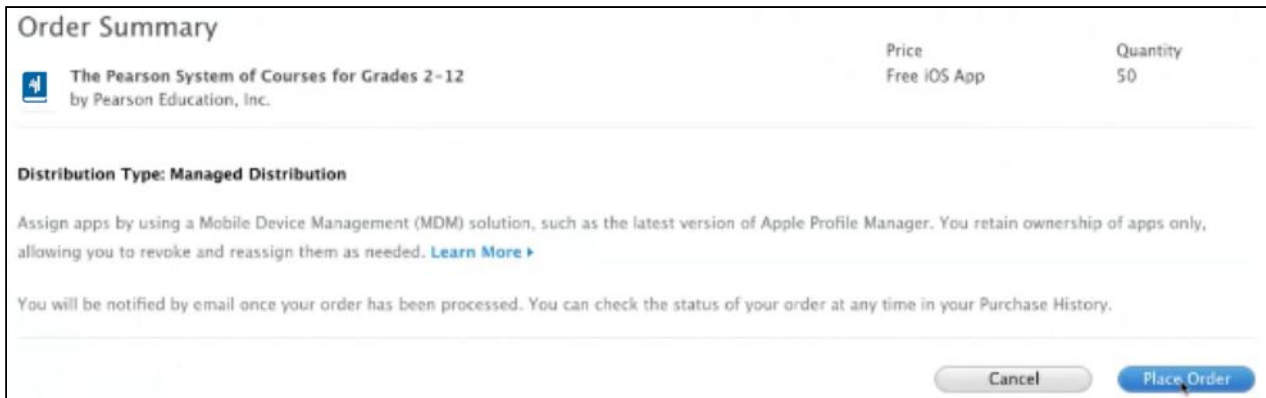 Order Summary
Price Quantity
The Pearson System of Courses for Grades 2-12 Free iOS App 50
by Pearson Education, Inc.
Distribution Type: Managed Distribution
Assign apps by using a Mobile Device Management (MDM) solution, such as the latest version of Apple Profile Manager. You retain ownership of apps only,
allowing you to revoke and reassign them as needed. Learn More
You will be notified by email once your order has been processed. You can check the status of your order at any time in your Purchase History.
Cancel Place Order